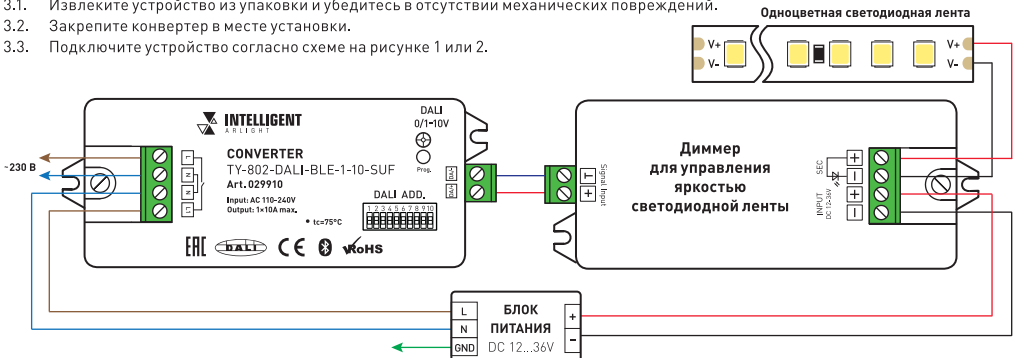 3.1. Извлеките устройство из упаковки и убедитесь в отсутствии механических повреждений.
3.2. Закрепите конвертер в месте установки.
3.3. Подключите устройство согласно схеме на рисунке 1 или 2.
Одноцветная светодиодная лента
V+ V+
V- V-
INTELLIGENT
ARLIGHT
DALI
0/1-10V
Prog.
CONVERTER
TY-802-DALI-BLE-1-10-SUF
Art. 029910
Input: AC 110-240V
Output: 1×10A max.
tc=75°C
DALI ADD.
1 2 3 4 5 6 7 8 9 10
EAC DALI CE RoHS
~230 В
L
N
N
L'
DA-
DA+
Signal Input
Диммер
для управления
яркостью
светодиодной ленты
SEC
+
−
INPUT
DC 12-36V
+
−
L
N
GND
БЛОК
ПИТАНИЯ
DC 12...36V
+
−